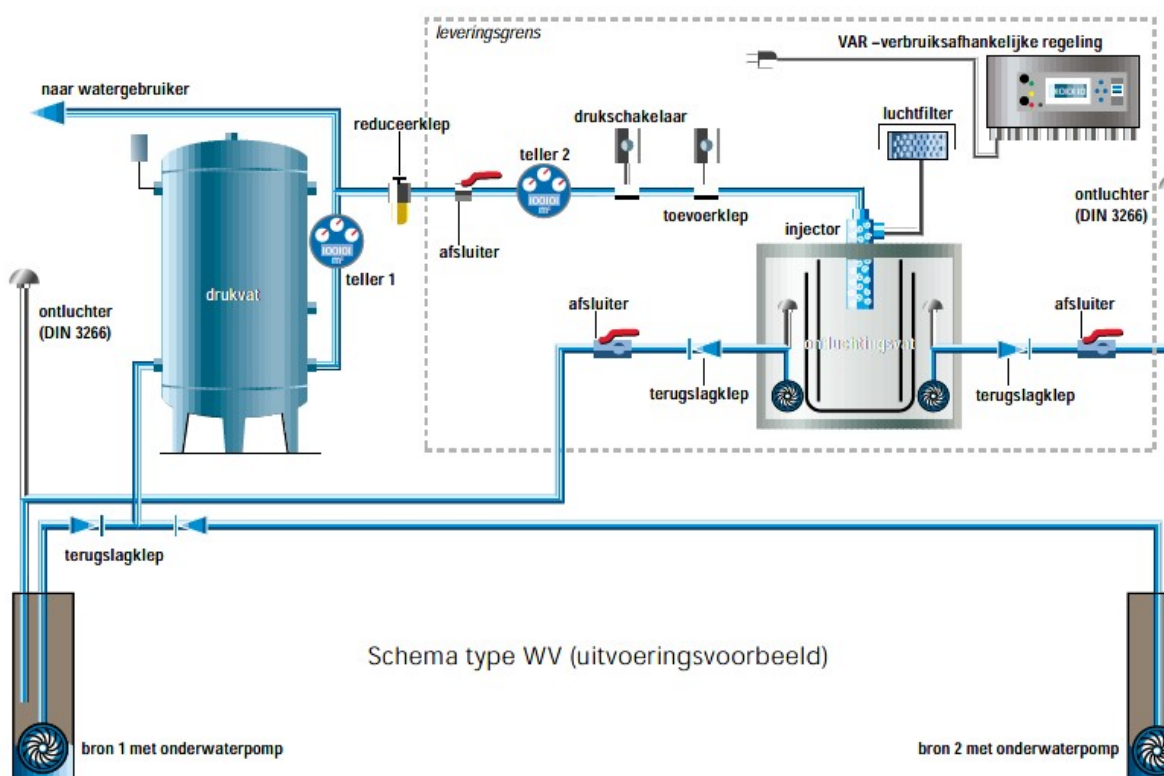 leveringsgrens
VAR –verbruiksafhankelijke regeling
naar watergebruiker
reduceerklep
drukschakelaar
luchtfilter
teller 2
ontluchter
(DIN 3266)
toevoerklep
injector
afsluiter
m³
teller 1
m³
drukvat
ontluchter
(DIN 3266)
afsluiter
afsluiter
ontluchtingsvat
terugslagklep
terugslagklep
terugslagklep
Schema type WV (uitvoeringsvoorbeeld)
bron 1 met onderwaterpomp
bron 2 met onderwaterpomp